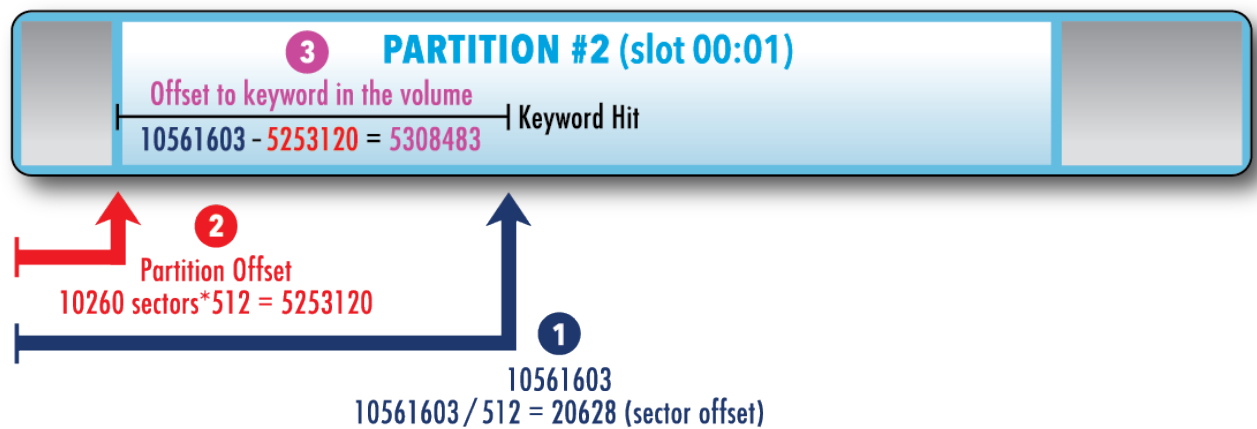 PARTITION #2 (slot 00:01)
3
Offset to keyword in the volume
Keyword Hit
10561603 - 5253120 = 5308483
2
Partition Offset
10260 sectors*512 = 5253120
1
10561603
10561603 / 512 = 20628 (sector offset)